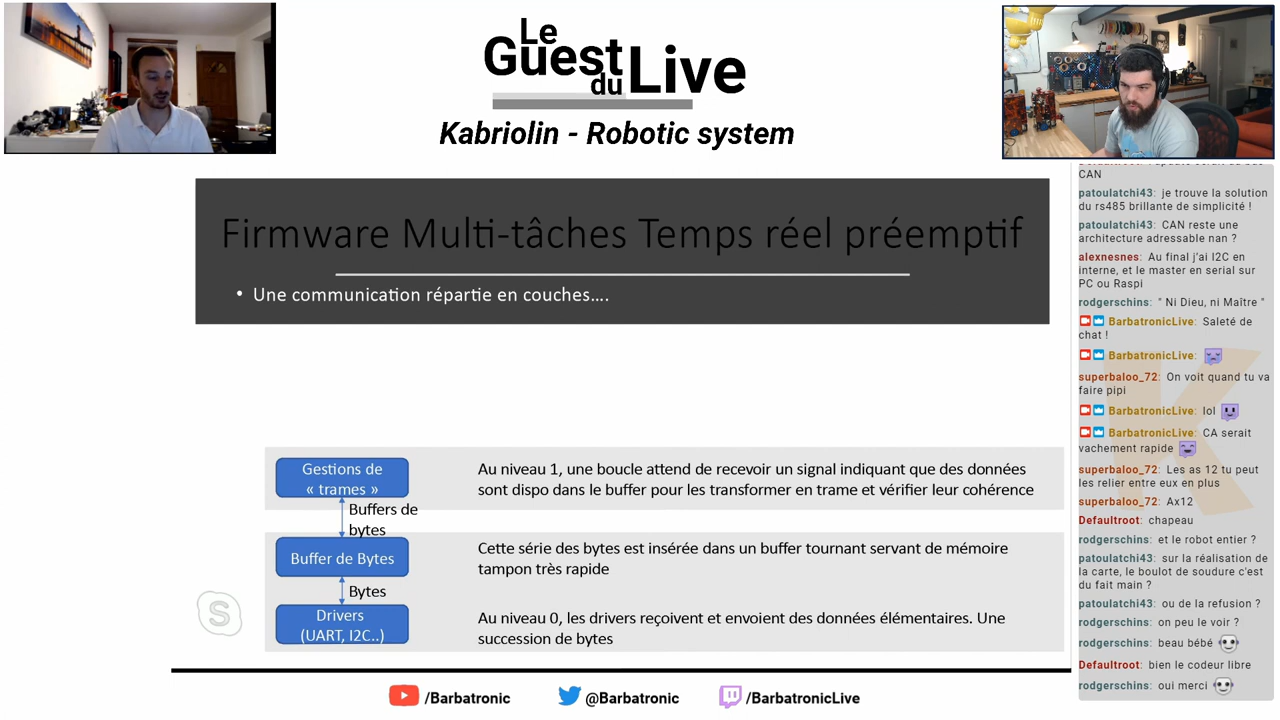 Le
Guest
du Live
Kabriolin - Robotic system
Firmware Multi-tâches Temps réel préemptif
• Une communication répartie en couches....
Gestions de
« trames »
Au niveau 1, une boucle attend de recevoir un signal indiquant que des données
sont dispo dans le buffer pour les transformer en trame et vérifier leur cohérence
Buffers de
bytes
Buffer de Bytes
Cette série des bytes est insérée dans un buffer tournant servant de mémoire
tampon très rapide
Bytes
Drivers
(UART, I2C..)
Au niveau 0, les drivers reçoivent et envoient des données élémentaires. Une
succession de bytes
S
/Barbatronic
@Barbatronic
/BarbatronicLive
CAN
patoulatchi43: je trouve la solution
du rs485 brillante de simplicité !
patoulatchi43: CAN reste une
architecture adressable nan ?
alexnesnes: Au final j'ai I2C en
interne, et le master en serial sur
PC ou Raspi
rodgerschins: " Ni Dieu, ni Maître "
BarbatronicLive: Saleté de
chat !
BarbatronicLive:
superbaloo_72: On voit quand tu va
faire pipi
BarbatronicLive: lol
BarbatronicLive: CA serait
vachement rapide
superbaloo_72: Les as 12 tu peut
les relier entre eux en plus
superbaloo_72: Ax12
Defaultroot: chapeau
rodgerschins: et le robot entier ?
patoulatchi43: sur la réalisation de
la carte, le boulot de soudure c'est
du fait main ?
patoulatchi43: ou de la refusion ?
rodgerschins: on peu le voir ?
rodgerschins: beau bébé
Defaultroot: bien le codeur libre
rodgerschins: oui merci